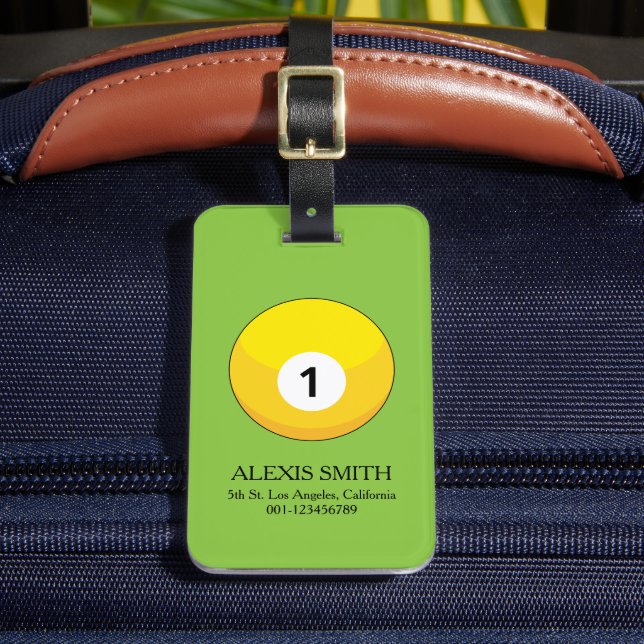 1
ALEXIS SMITH
5th St. Los Angeles, California
001-123456789